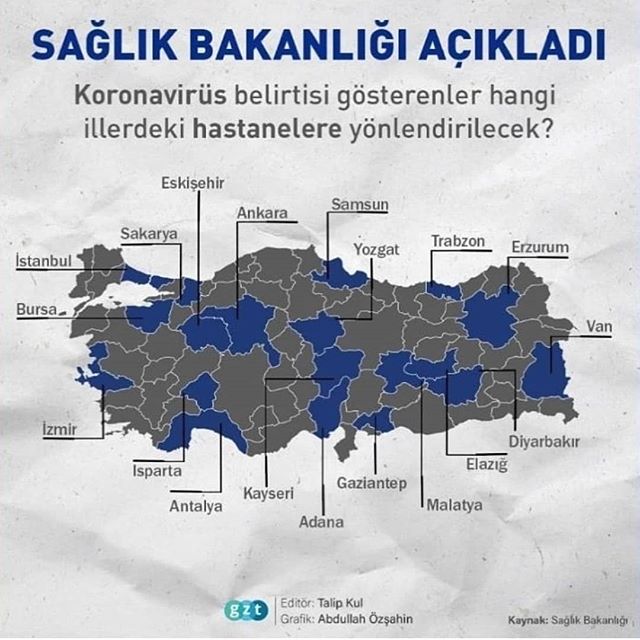 SAĞLIK BAKANLIĞI AÇIKLADI
Koronavirüs belirtisi gösterenler hangi
illerdeki hastanelere yönlendirilecek?
Eskişehir
Samsun
Ankara
Sakarya
Yozgat
Trabzon
Erzurum
İstanbul
Bursa
Van
İzmir
Diyarbakır
Isparta
Elazığ
Gaziantep
Kayseri
Antalya
Malatya
Adana
gzt
Editör: Talip Kul
Grafik: Abdullah Özşahin
Kaynak: Sağlık Bakanlığı